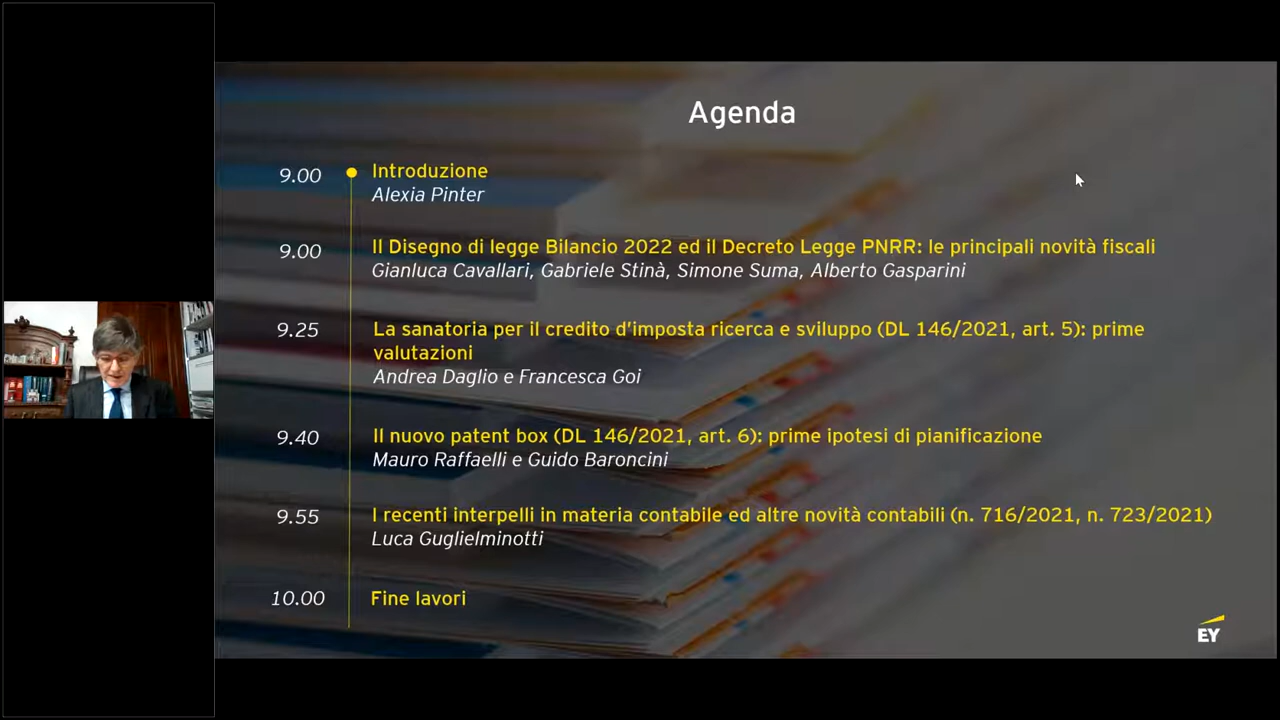 Agenda
9.00
Introduzione
Alexia Pinter
9.00
Il Disegno di legge Bilancio 2022 ed il Decreto Legge PNRR: le principali novità fiscali
Gianluca Cavallari, Gabriele Stinà, Simone Suma, Alberto Gasparini
9.25
La sanatoria per il credito d'imposta ricerca e sviluppo (DL 146/2021, art. 5): prime
valutazioni
Andrea Daglio e Francesca Goi
9.40
Il nuovo patent box (DL 146/2021, art. 6): prime ipotesi di pianificazione
Mauro Raffaelli e Guido Baroncini
9.55
I recenti interpelli in materia contabile ed altre novità contabili (n. 716/2021, n. 723/2021)
Luca Guglielminotti
10.00
Fine lavori
EY